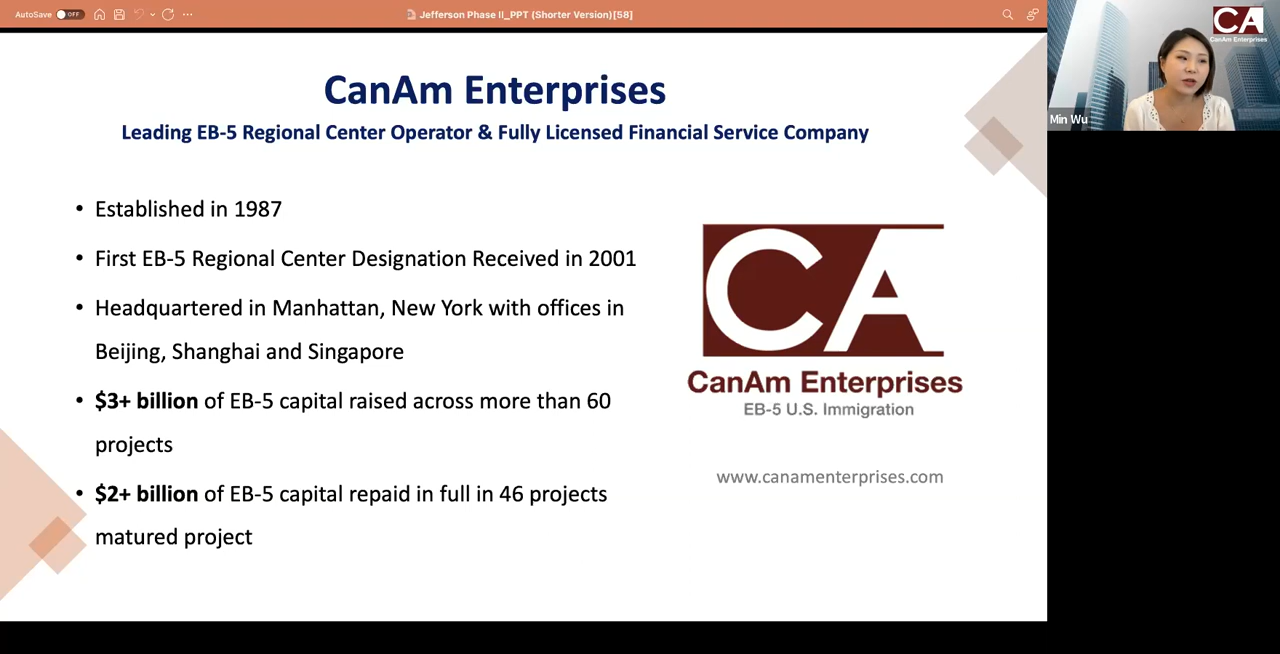 AutoSave OFF
Jefferson Phase II_PPT (Shorter Version)[58]
CanAm Enterprises
Leading EB-5 Regional Center Operator & Fully Licensed Financial Service Company
• Established in 1987
• First EB-5 Regional Center Designation Received in 2001
• Headquartered in Manhattan, New York with offices in
Beijing, Shanghai and Singapore
• $3+ billion of EB-5 capital raised across more than 60
projects
• $2+ billion of EB-5 capital repaid in full in 46 projects
matured project
CA
CanAm Enterprises
EB-5 U.S. Immigration
www.canamenterprises.com
CA
CanAm Enterprises
Min Wu